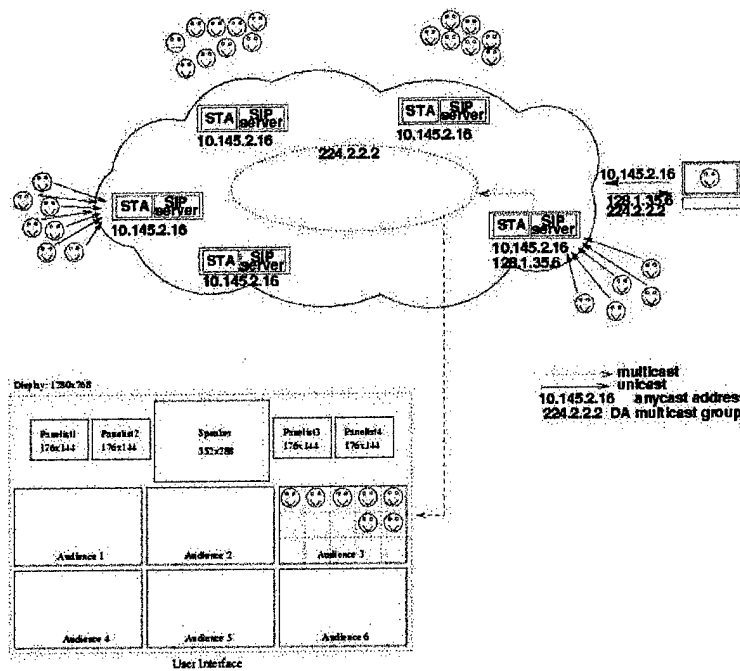 STA SIP server
10.145.2.16
STA SIP server
10.145.2.16
224.2.2.2
10.145.2.16
128.1.35.6
224.2.2.2
STA SIP server
10.145.2.16
STA SIP server
10.145.2.16
128.1.35.6
STA SIP server
10.145.2.16
multicast
unicast
10.145.2.16 anycast address
224.2.2.2 DA multicast group
Display: 1280x768
Panelist1
176x144
Panelist2
176x144
Speaker
352x288
Panelist3
176x144
Panelist4
176x144
Audience 1
Audience 2
Audience 3
Audience 4
Audience 5
Audience 6
User Interface